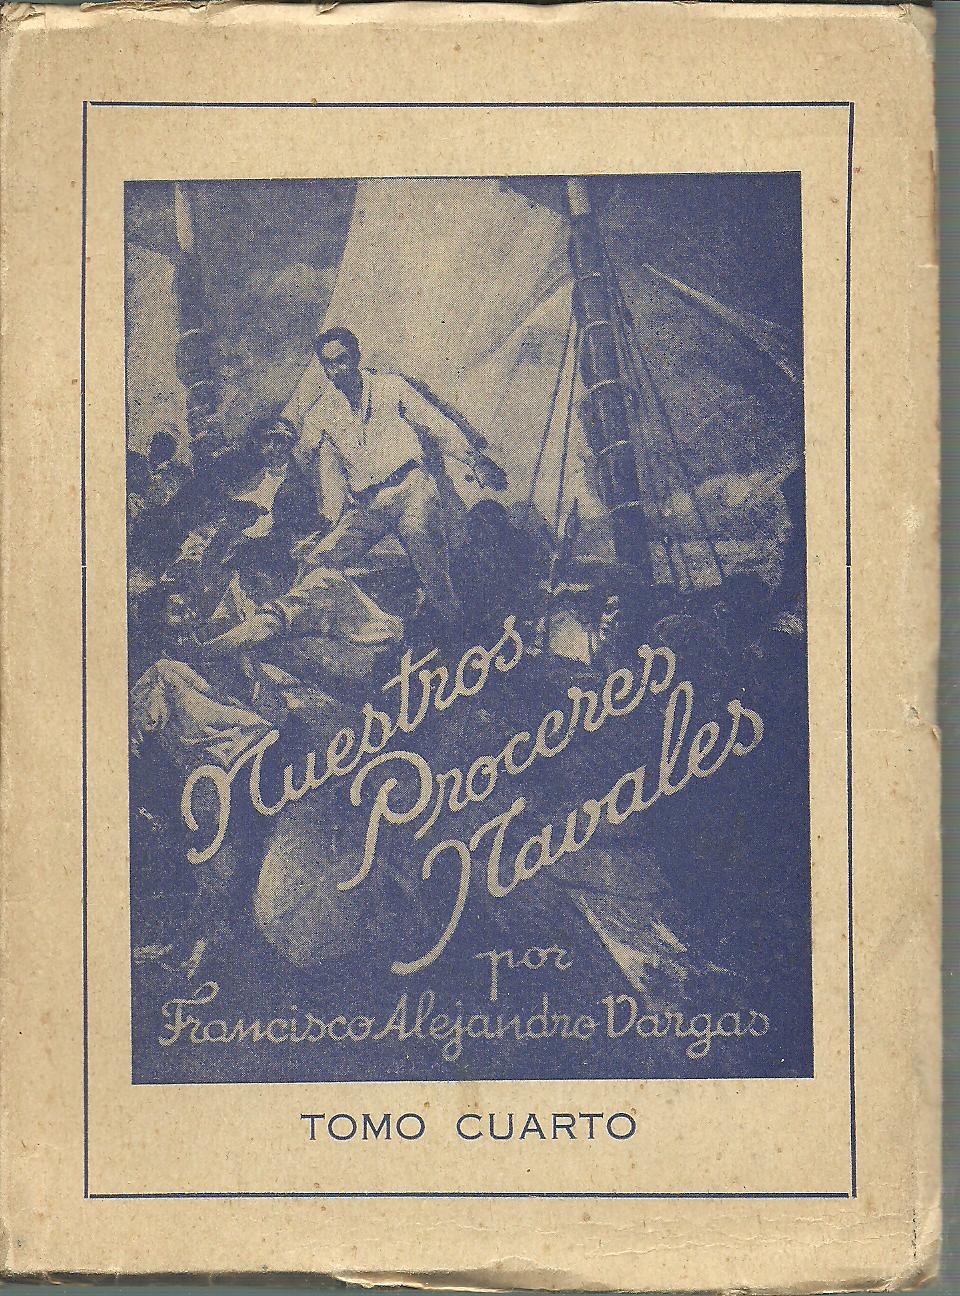 Nuestros
Proceres
Navales
por
Francisco Alejandro Vargas
TOMO CUARTO